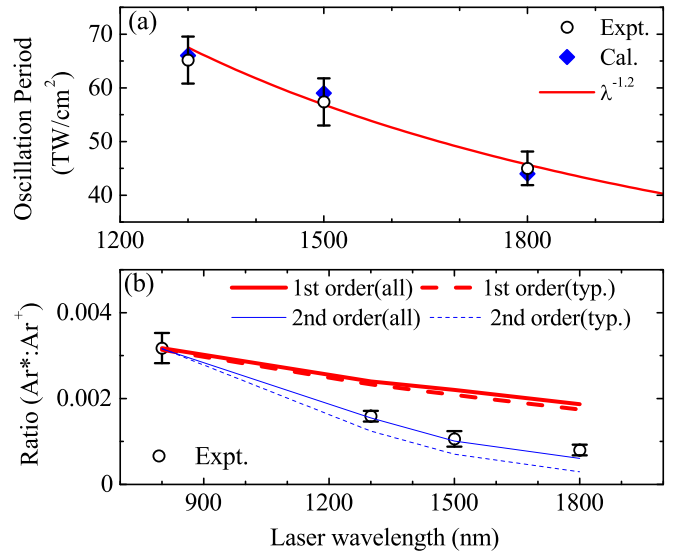 (a)
Expt.
Cal.
λ^-1.2
Oscillation Period
(TW/cm²)
70
60
50
40
1200
1500
1800
(b)
1st order(all)
1st order(typ.)
2nd order(all)
2nd order(typ.)
Ratio (Ar*:Ar⁺)
0.004
0.002
0
Expt.
900
1200
1500
1800
Laser wavelength (nm)